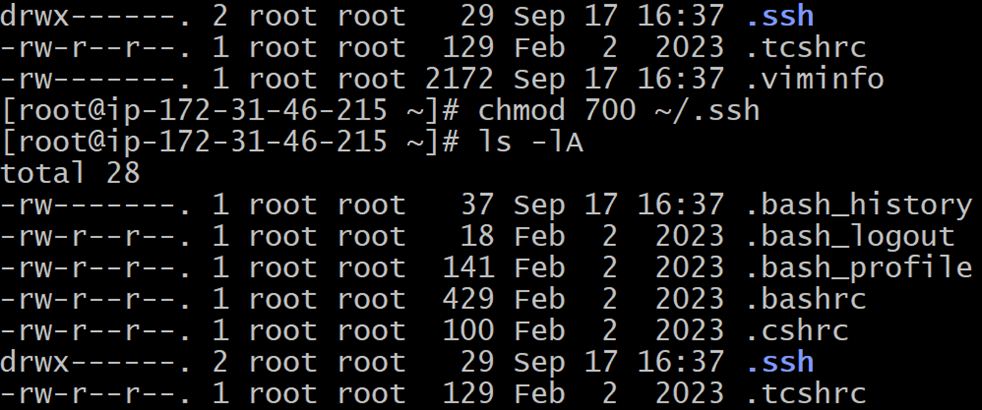 drwx------. 2 root root   29 Sep 17 16:37 .ssh
-rw-r--r--. 1 root root  129 Feb  2  2023 .tcshrc
-rw-------. 1 root root 2172 Sep 17 16:37 .viminfo
[root@ip-172-31-46-215 ~]# chmod 700 ~/.ssh
[root@ip-172-31-46-215 ~]# ls -lA
total 28
-rw-------. 1 root root   37 Sep 17 16:37 .bash_history
-rw-r--r--. 1 root root   18 Feb  2  2023 .bash_logout
-rw-r--r--. 1 root root  141 Feb  2  2023 .bash_profile
-rw-r--r--. 1 root root  429 Feb  2  2023 .bashrc
-rw-r--r--. 1 root root  100 Feb  2  2023 .cshrc
drwx------. 2 root root   29 Sep 17 16:37 .ssh
-rw-r--r--. 1 root root  129 Feb  2  2023 .tcshrc